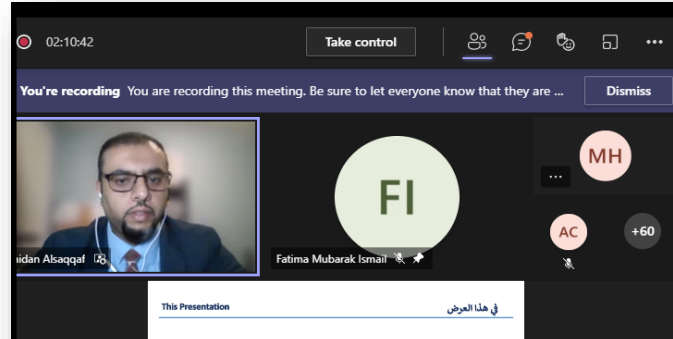 02:10:42 Take control
You're recording You are recording this meeting. Be sure to let everyone know that they are ... Dismiss
FI
MH
AC
+60
Alsaqqaf
Fatima Mubarak Ismail
This Presentation في هذا العرض